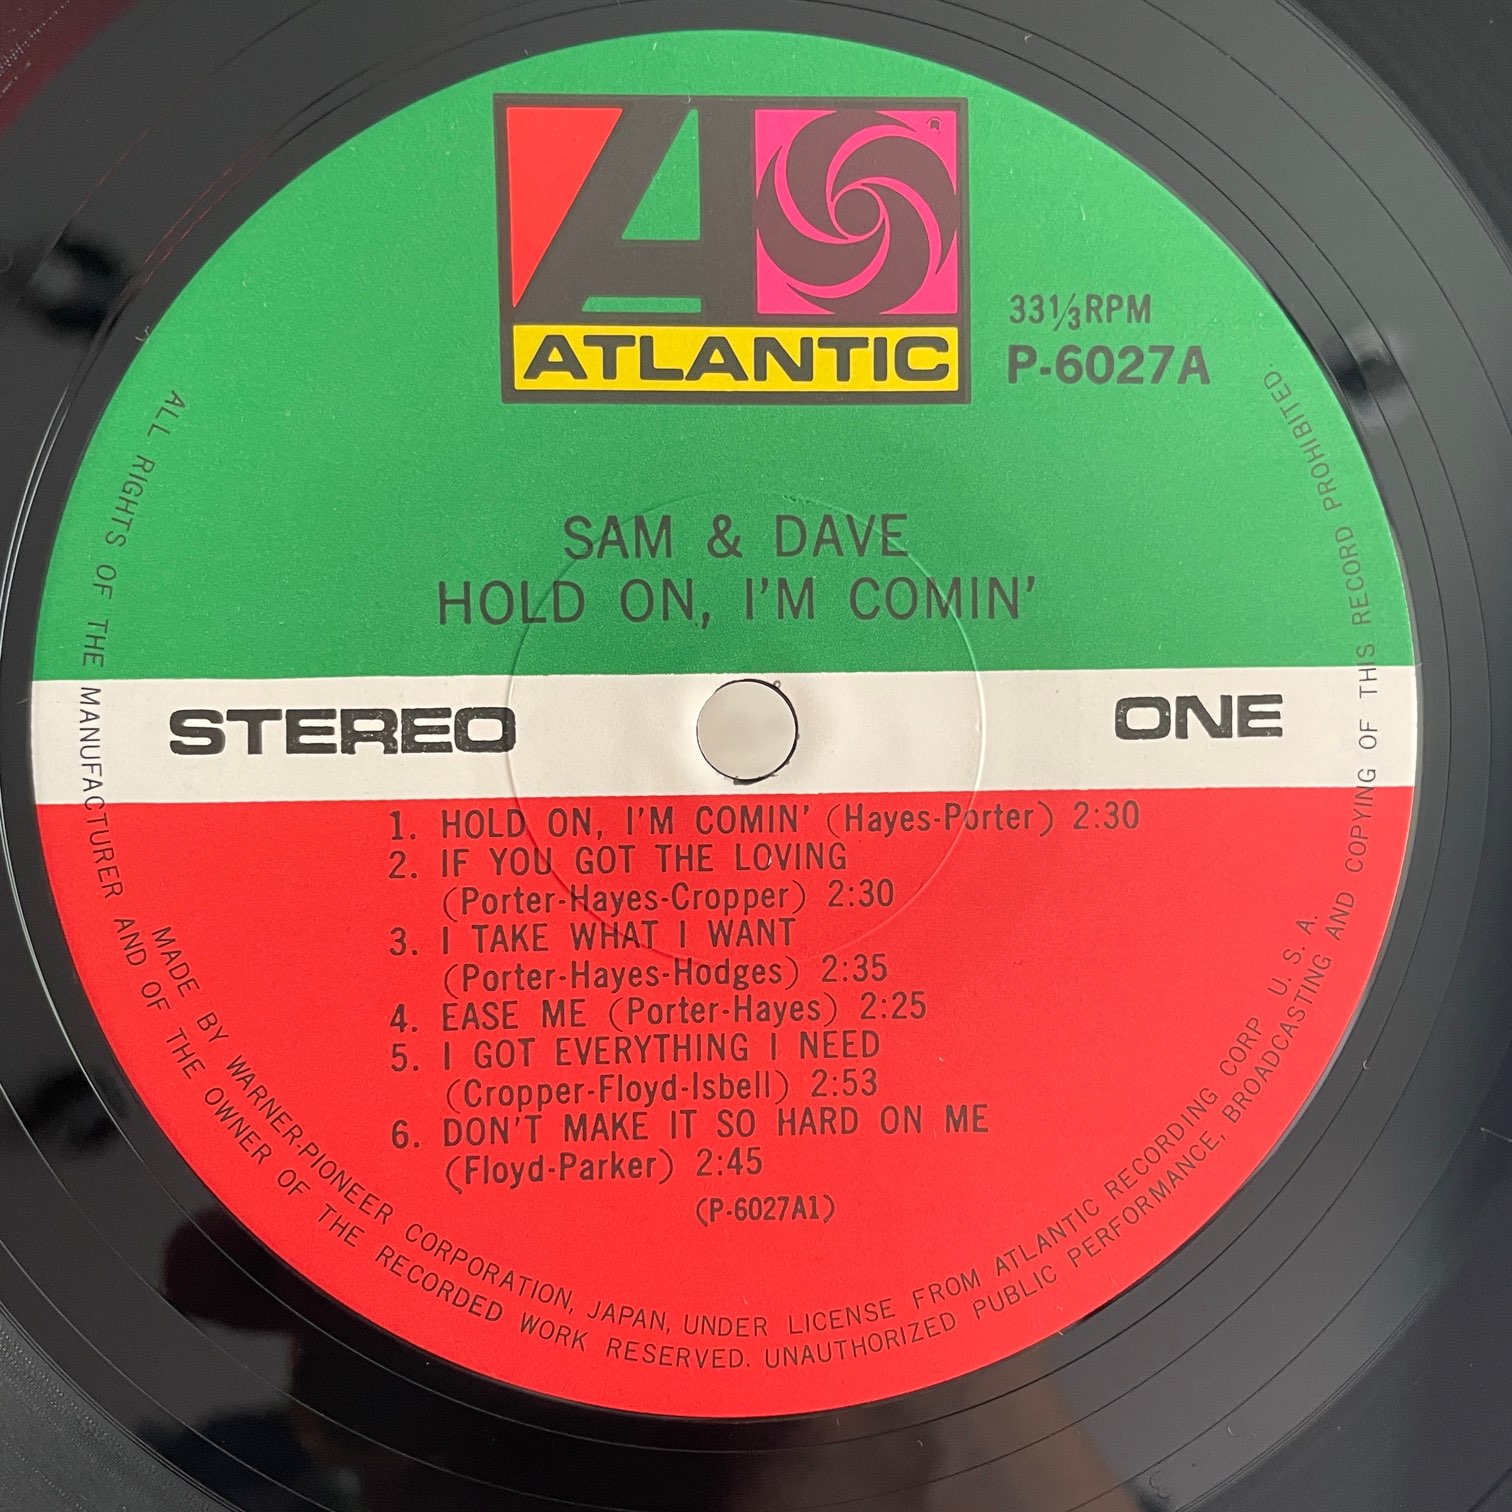 ATLANTIC
33⅓RPM
P-6027A
SAM & DAVE
HOLD ON, I'M COMIN'
STEREO
ONE
1. HOLD ON, I'M COMIN' (Hayes-Porter) 2:30
2. IF YOU GOT THE LOVING
(Porter-Hayes-Cropper) 2:30
3. I TAKE WHAT I WANT
(Porter-Hayes-Hodges) 2:35
4. EASE ME (Porter-Hayes) 2:25
5. I GOT EVERYTHING I NEED
(Cropper-Floyd-Isbell) 2:53
6. DON'T MAKE IT SO HARD ON ME
(Floyd-Parker) 2:45
(P-6027A1)
MADE BY WARNER-PIONEER CORPORATION, JAPAN, UNDER LICENSE FROM ATLANTIC RECORDING CORP U. S. A.
ALL RIGHTS OF THE MANUFACTURER AND OF THE OWNER OF THE RECORDED WORK RESERVED. UNAUTHORIZED PUBLIC PERFORMANCE, BROADCASTING AND COPYING OF THIS RECORD PROHIBITED.